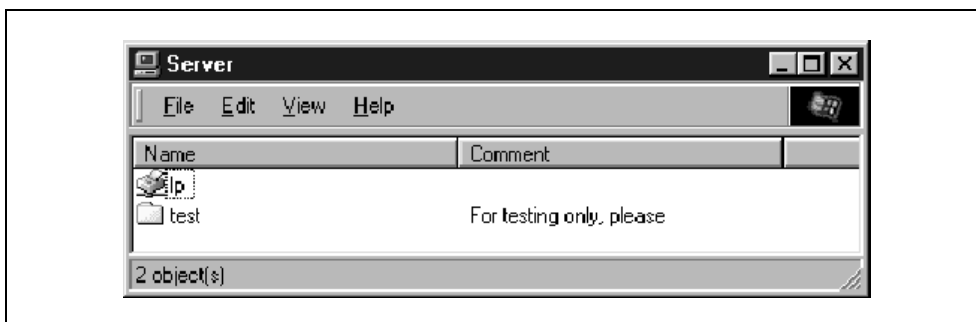 Server
File Edit View Help
Name Comment
lp
test For testing only, please
2 object(s)